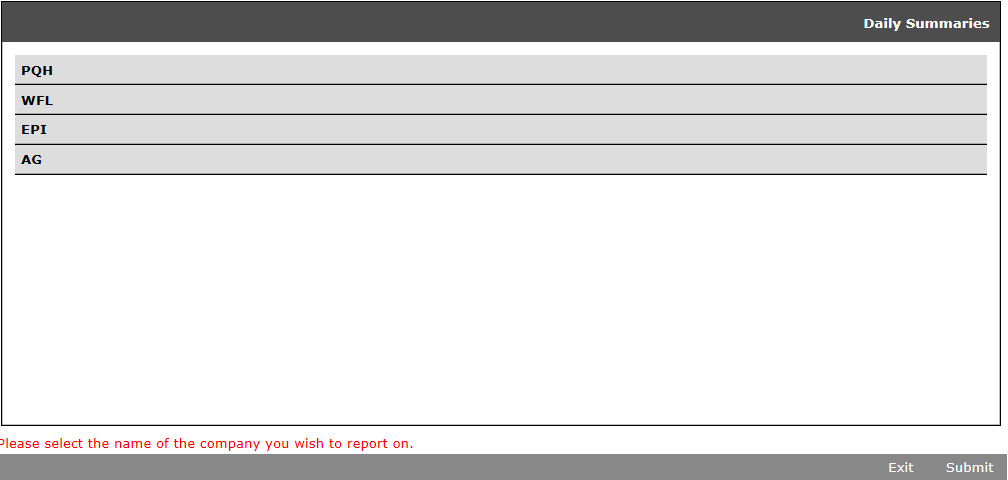 Daily Summaries
PQH
WFL
EPI
AG
Please select the name of the company you wish to report on.
Exit Submit